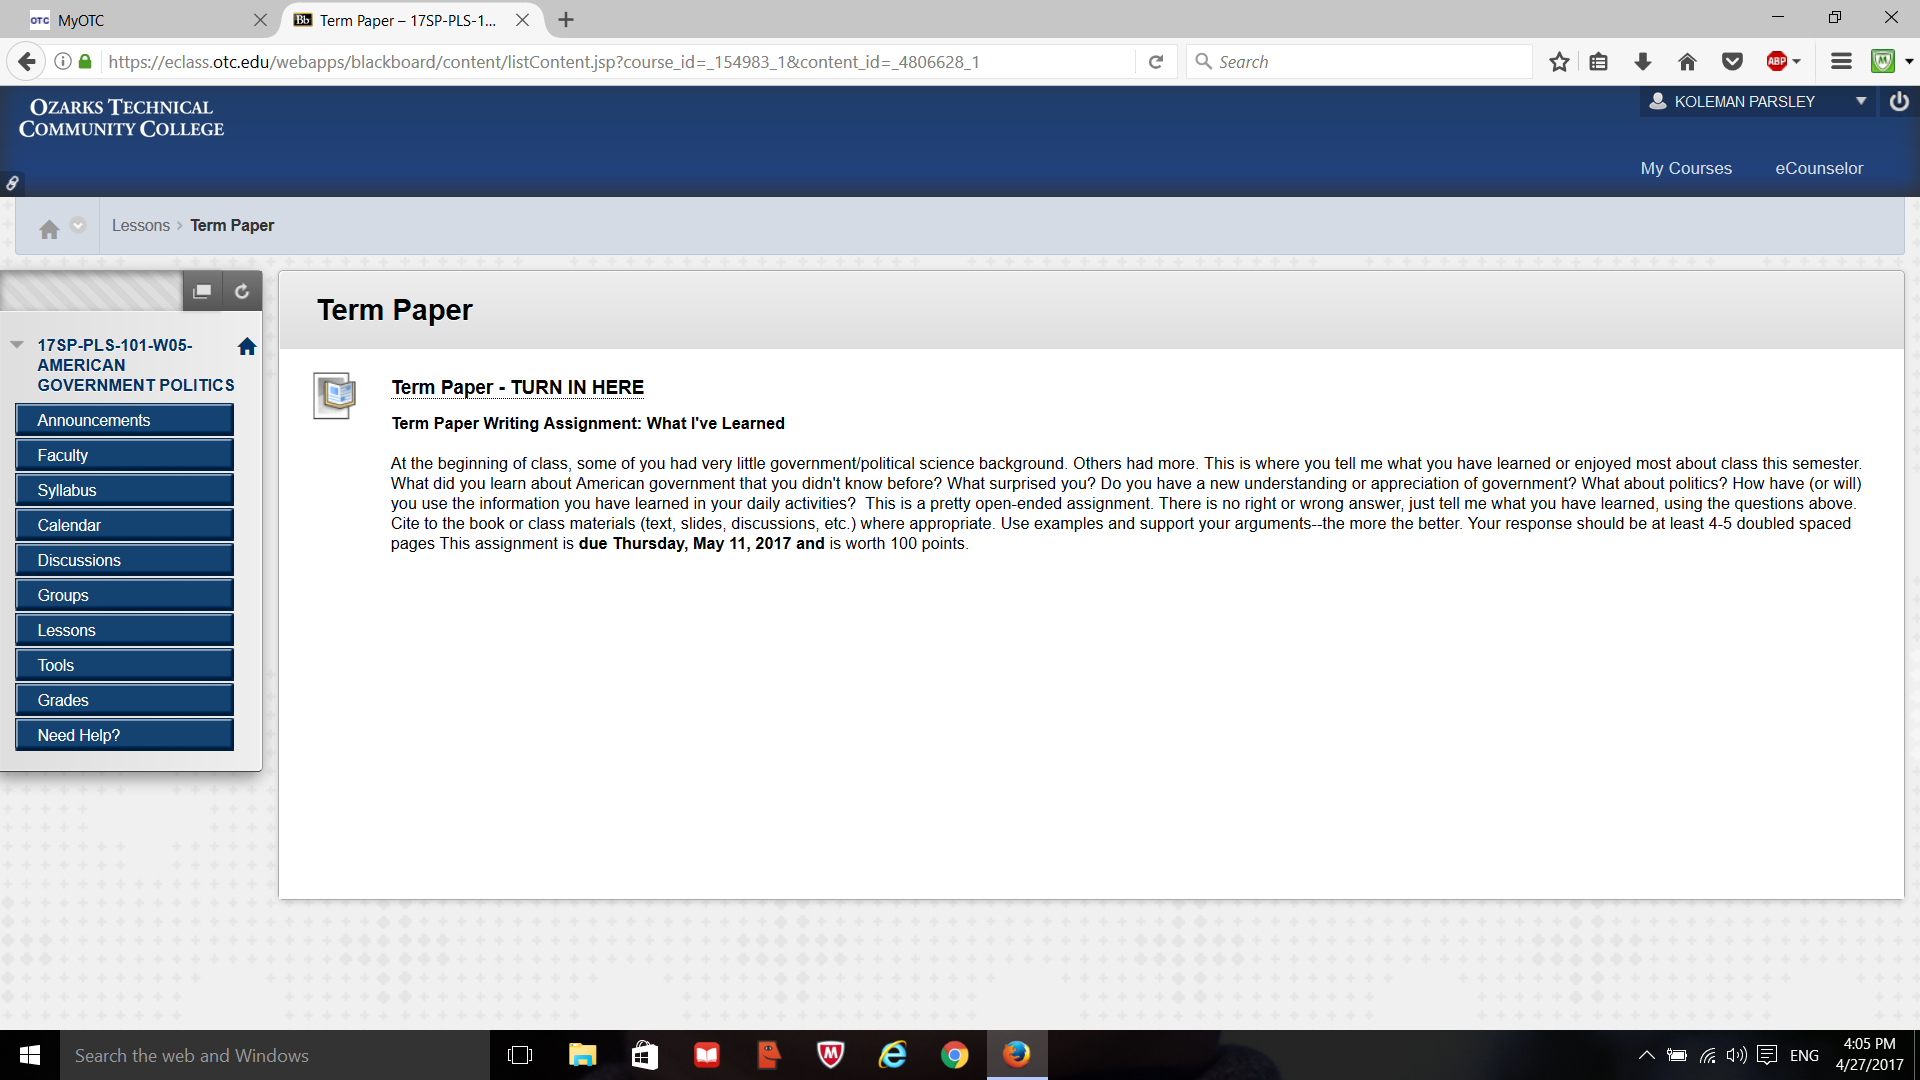 OTC MyOTC
Bb Term Paper – 17SP-PLS-1...
https://eclass.otc.edu/webapps/blackboard/content/listContent.jsp?course_id=_154983_1&content_id=_4806628_1
Search
ABP
OZARKS TECHNICAL
COMMUNITY COLLEGE
KOLEMAN PARSLEY
My Courses
eCounselor
Lessons > Term Paper
Term Paper
17SP-PLS-101-W05-
AMERICAN
GOVERNMENT POLITICS
Announcements
Faculty
Syllabus
Calendar
Discussions
Groups
Lessons
Tools
Grades
Need Help?
Term Paper - TURN IN HERE
Term Paper Writing Assignment: What I've Learned
At the beginning of class, some of you had very little government/political science background. Others had more. This is where you tell me what you have learned or enjoyed most about class this semester.
What did you learn about American government that you didn't know before? What surprised you? Do you have a new understanding or appreciation of government? What about politics? How have (or will)
you use the information you have learned in your daily activities?  This is a pretty open-ended assignment. There is no right or wrong answer, just tell me what you have learned, using the questions above.
Cite to the book or class materials (text, slides, discussions, etc.) where appropriate. Use examples and support your arguments--the more the better. Your response should be at least 4-5 doubled spaced
pages This assignment is due Thursday, May 11, 2017 and is worth 100 points.
Search the web and Windows
ENG
4:05 PM
4/27/2017